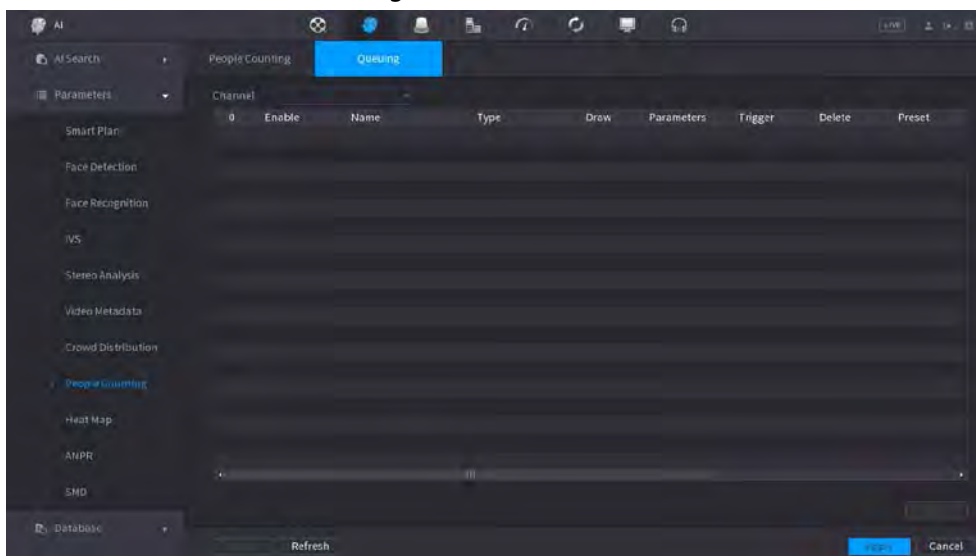 AI
LIVE
AI Search
People Counting Queuing
Parameters
Channel
0 Enable Name Type Draw Parameters Trigger Delete Preset
Smart Plan
Face Detection
Face Recognition
IVS
Stereo Analysis
Video Metadata
Crowd Distribution
People Counting
Heat Map
ANPR
SMD
Database
Refresh Apply Cancel